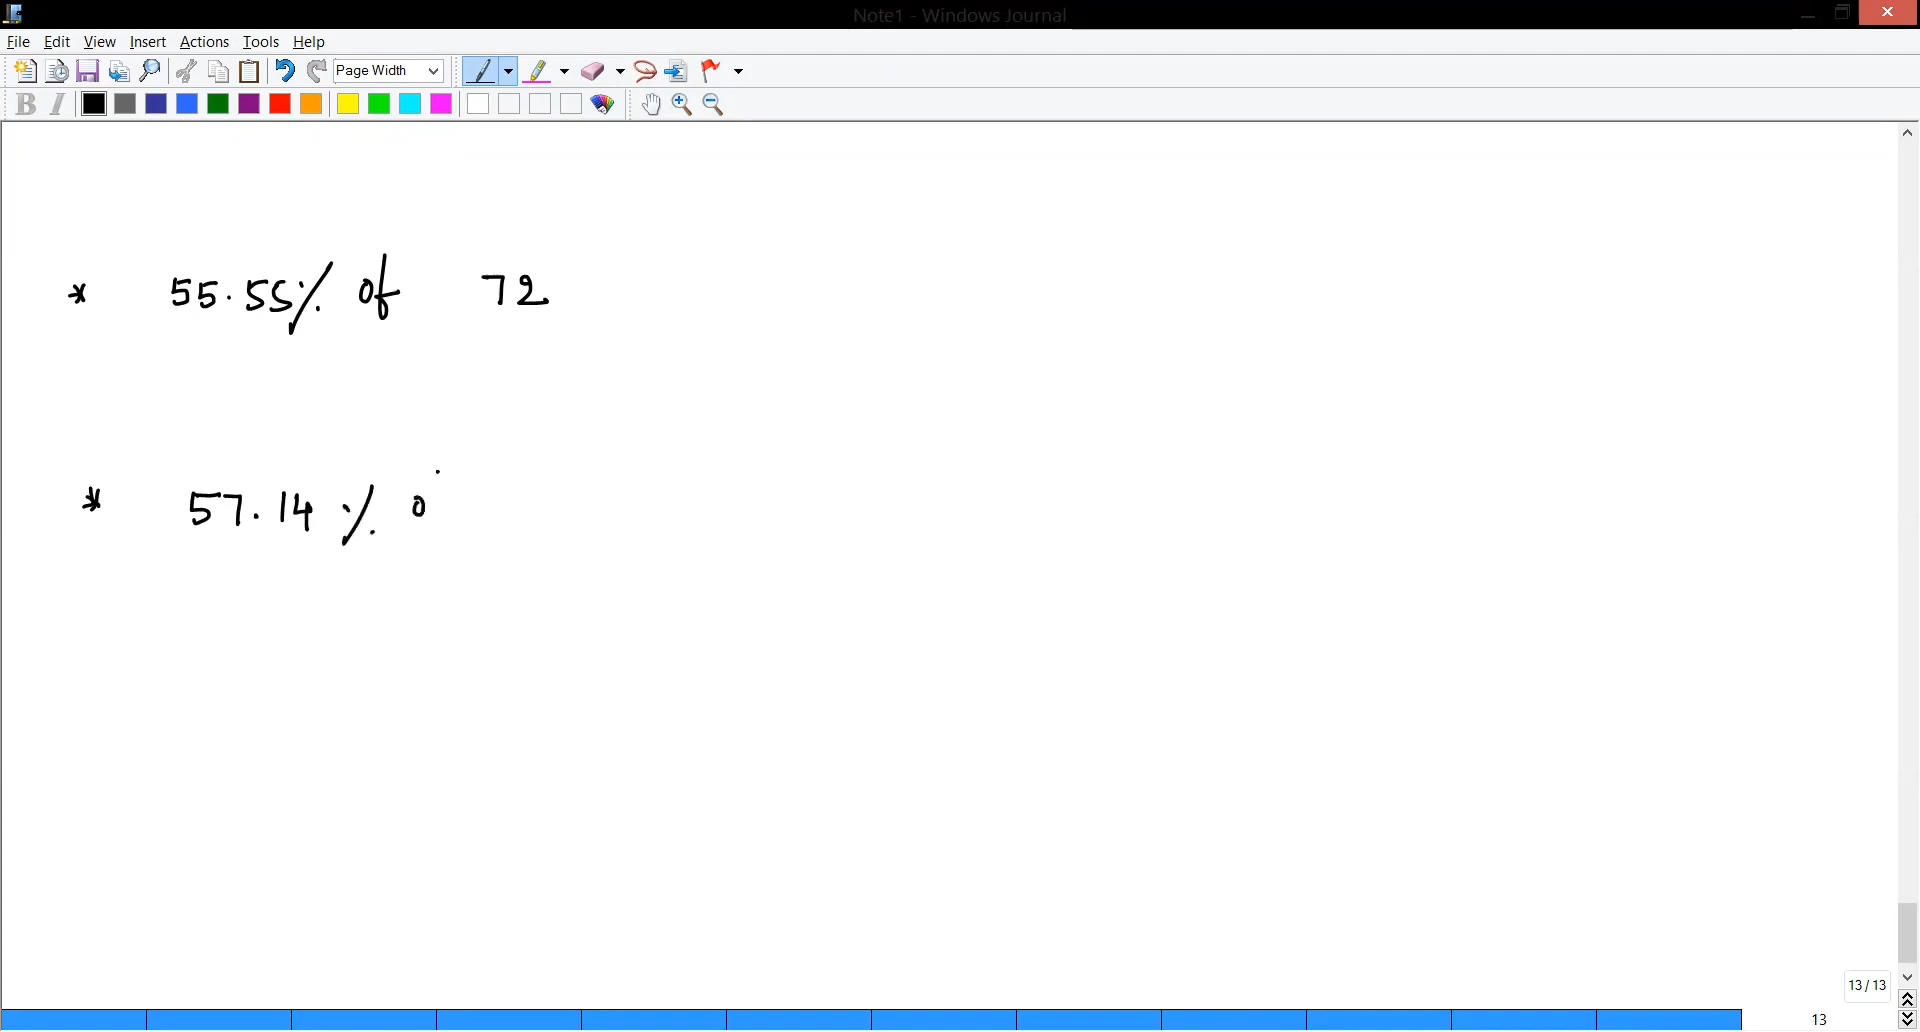 Note1 - Windows Journal
File Edit View Insert Actions Tools Help
Page Width
B I
* 55.55% of 72
* 57.14 % o
13 / 13
13